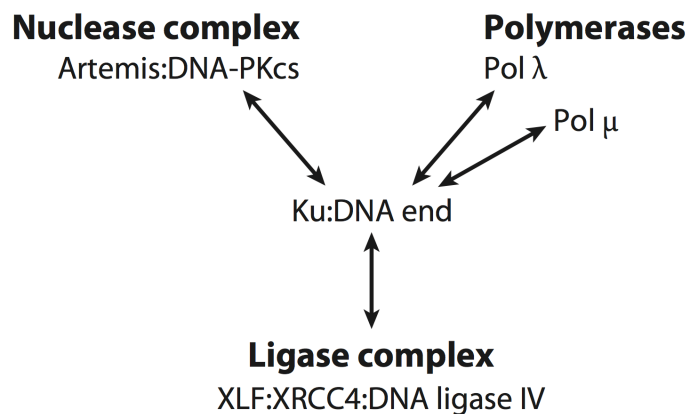 Nuclease complex
Artemis:DNA-PKcs
Polymerases
Pol λ
Pol μ
Ku:DNA end
Ligase complex
XLF:XRCC4:DNA ligase IV